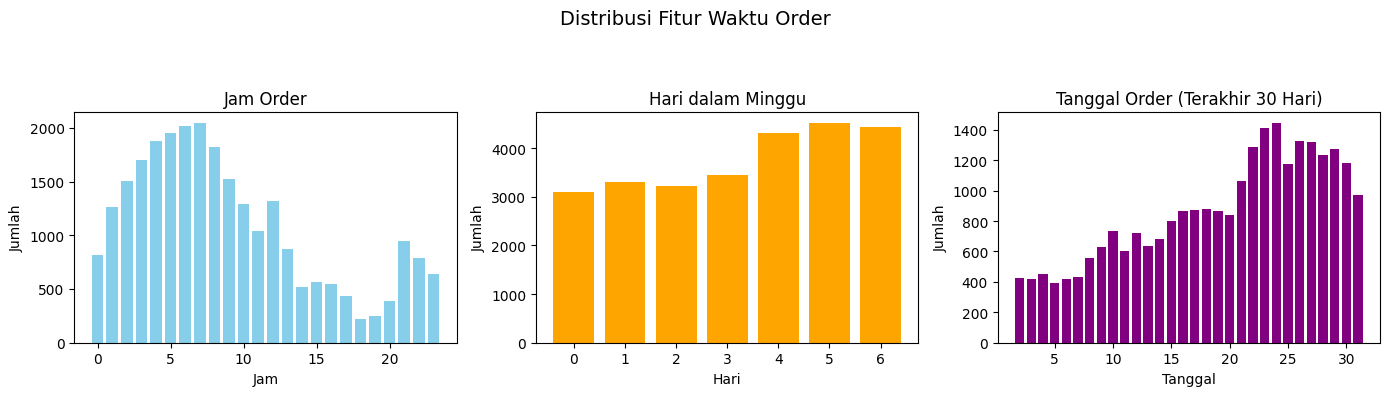 Distribusi Fitur Waktu Order
Jam Order
Jumlah
2000
1500
1000
500
0
0 5 10 15 20
Jam
Hari dalam Minggu
Jumlah
4000
3000
2000
1000
0
0 1 2 3 4 5 6
Hari
Tanggal Order (Terakhir 30 Hari)
Jumlah
1400
1200
1000
800
600
400
200
0
5 10 15 20 25 30
Tanggal